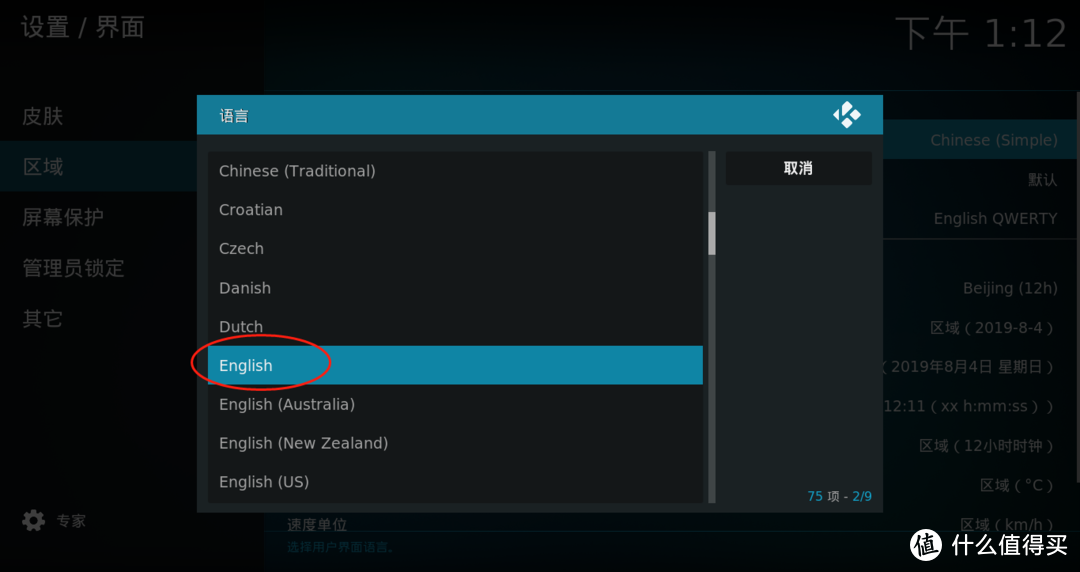 设置 / 界面
下午 1:12
皮肤
区域
屏幕保护
管理员锁定
其它
专家
语言
Chinese (Traditional)
Croatian
Czech
Danish
Dutch
English
English (Australia)
English (New Zealand)
English (US)
取消
75 项 - 2/9
Chinese (Simple)
默认
English QWERTY
Beijing (12h)
区域（2019-8-4）
（2019年8月4日 星期日）
12:11（xx h:mm:ss））
区域（12小时时钟）
区域（°C）
速度单位
区域（km/h）
选择用户界面语言。
值 什么值得买